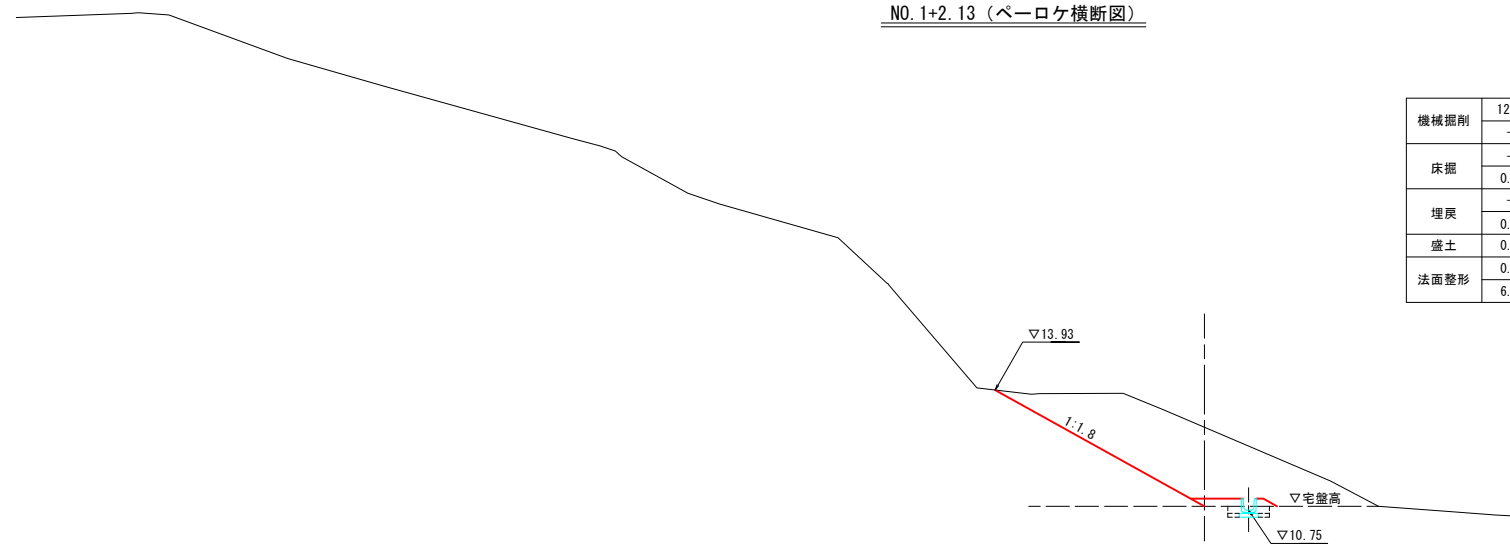 NO.1+2.13 (ペーロケ横断図)
機械掘削 12
-
床掘 -
0.
埋戻 -
0.
盛土 0.
法面整形 0.
6.
▽13.93
1:1.8
▽宅盤高
▽10.75